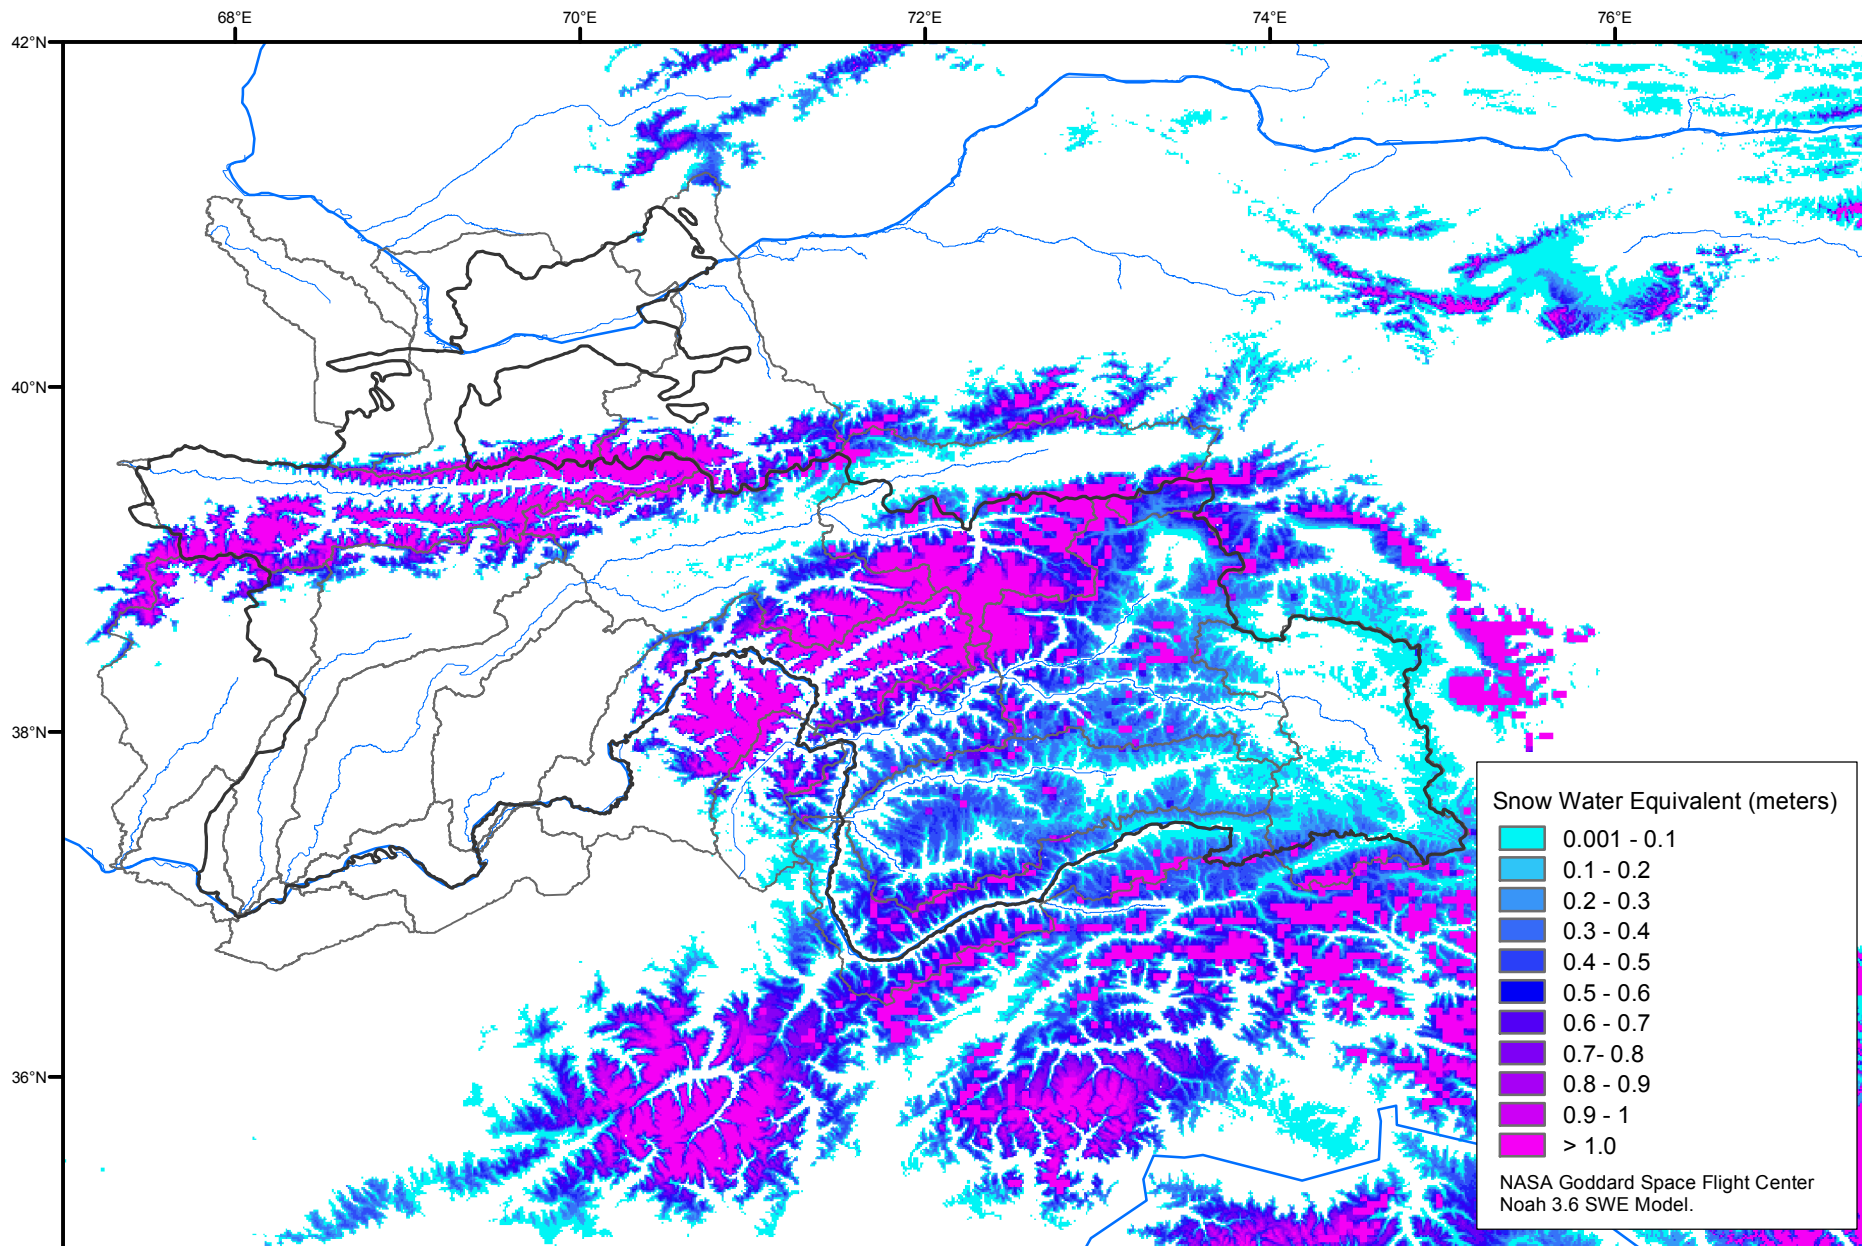 68°E 70°E 72°E 74°E 76°E
42°N
40°N
38°N
36°N
Snow Water Equivalent (meters)
0.001 - 0.1
0.1 - 0.2
0.2 - 0.3
0.3 - 0.4
0.4 - 0.5
0.5 - 0.6
0.6 - 0.7
0.7- 0.8
0.8 - 0.9
0.9 - 1
> 1.0
NASA Goddard Space Flight Center
Noah 3.6 SWE Model.